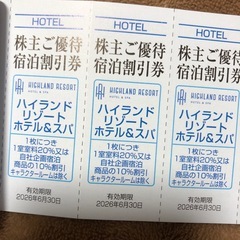 HOTEL
株主ご優待
宿泊割引券
HIGHLAND RESORT
HOTEL & SPA
ハイランド
リゾート
ホテル&スパ
1枚につき
1室室料20%又は
自社企画宿泊
商品の10%割引
キャラクタールームは除く
有効期限
2026年6月30日
HOTEL
株主ご優待
宿泊割引券
HIGHLAND RESORT
HOTEL & SPA
ハイランド
リゾート
ホテル&スパ
1枚につき
1室室料20%又は
自社企画宿泊
商品の10%割引
キャラクタールームは除く
有効期限
2026年6月30日
HOTEL
株主ご優待
宿泊割引券
HIGHLAND RESORT
HOTEL & SPA
ハイランド
リゾート
ホテル&スパ
1枚につき
1室室料20%又は
自社企画宿泊
商品の10%割引
キャラクタールームは除く
有効期限
2026年6月30日